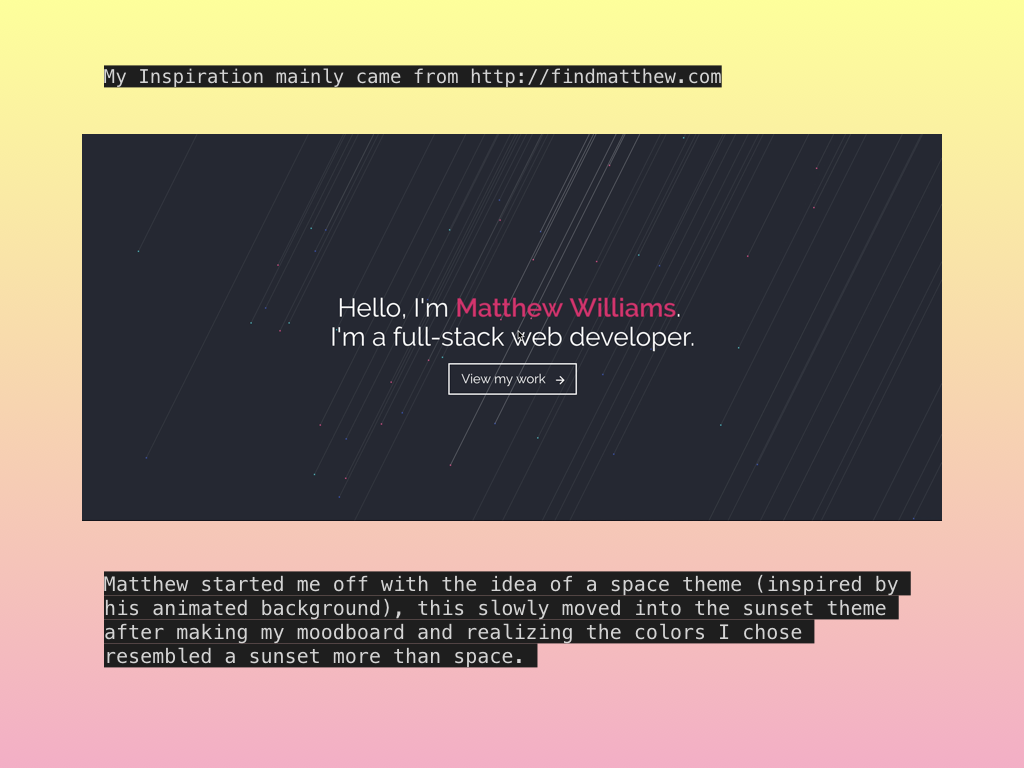 My Inspiration mainly came from http://findmatthew.com
Hello, I'm Matthew Williams.
I'm a full-stack web developer.
View my work →
Matthew started me off with the idea of a space theme (inspired by
his animated background), this slowly moved into the sunset theme
after making my moodboard and realizing the colors I chose
resembled a sunset more than space.